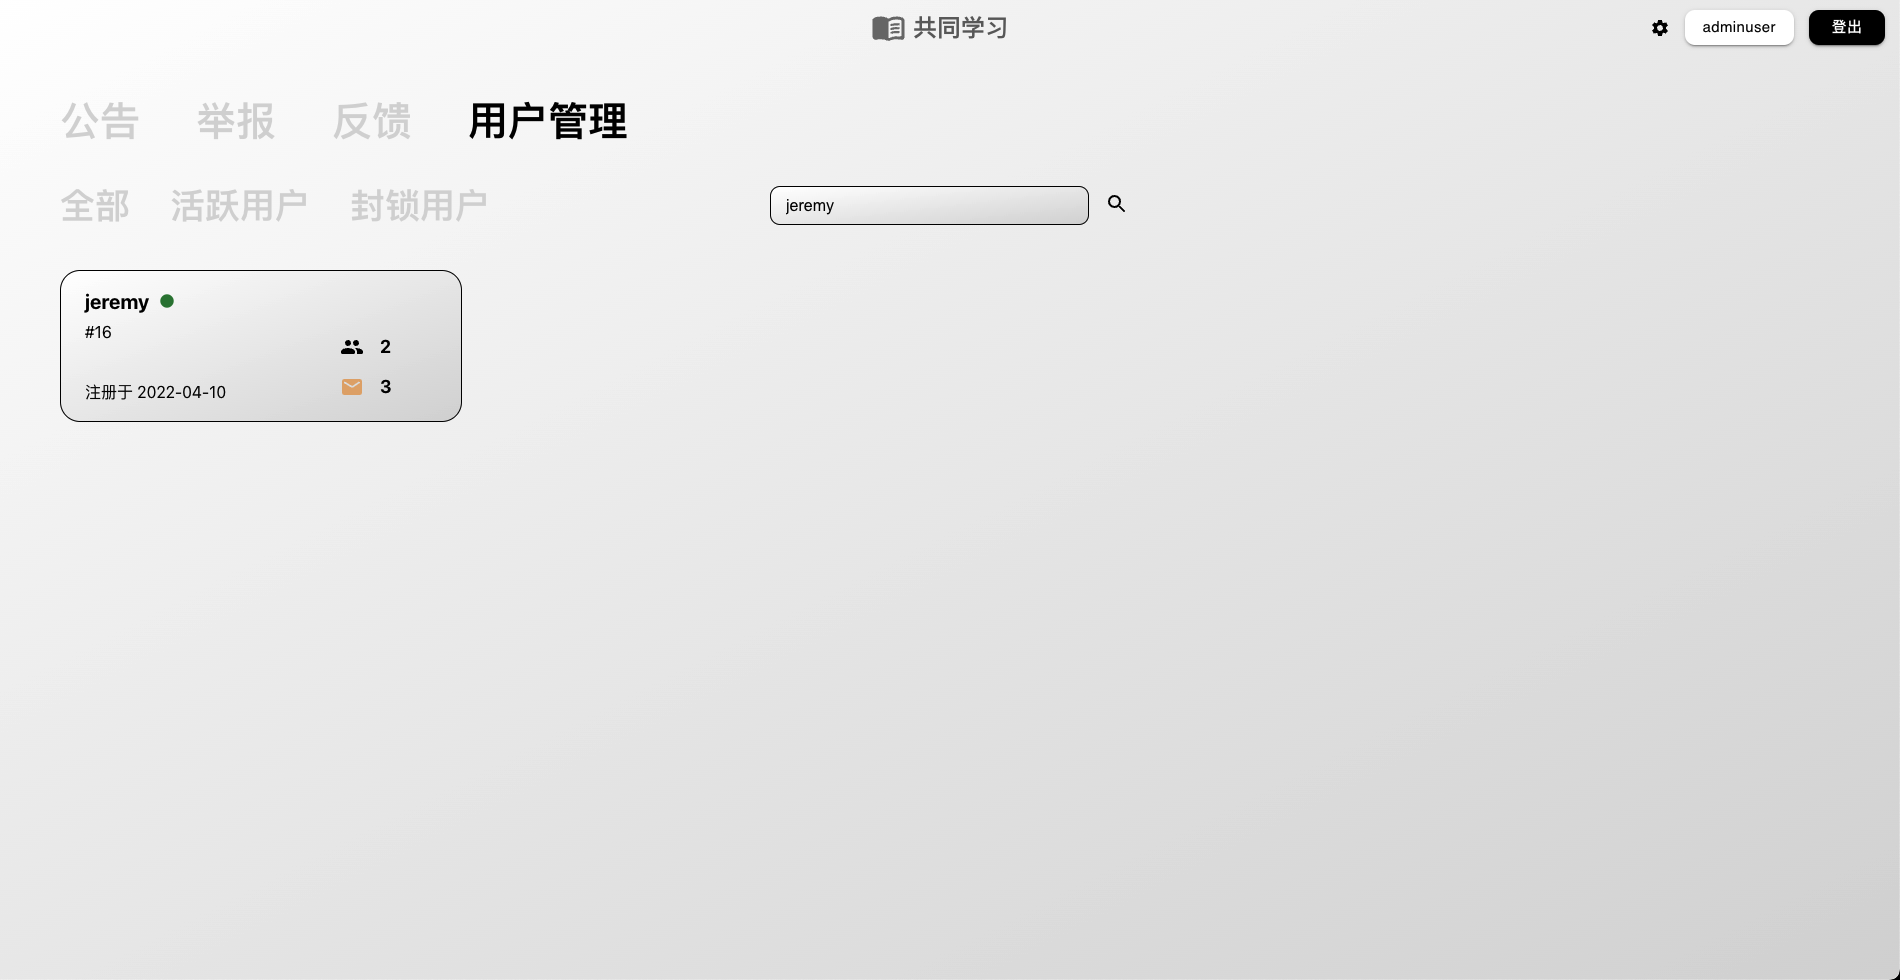 共同学习
adminuser
登出
公告 举报 反馈 用户管理
全部 活跃用户 封锁用户
jeremy
jeremy
#16
2
注册于 2022-04-10
3